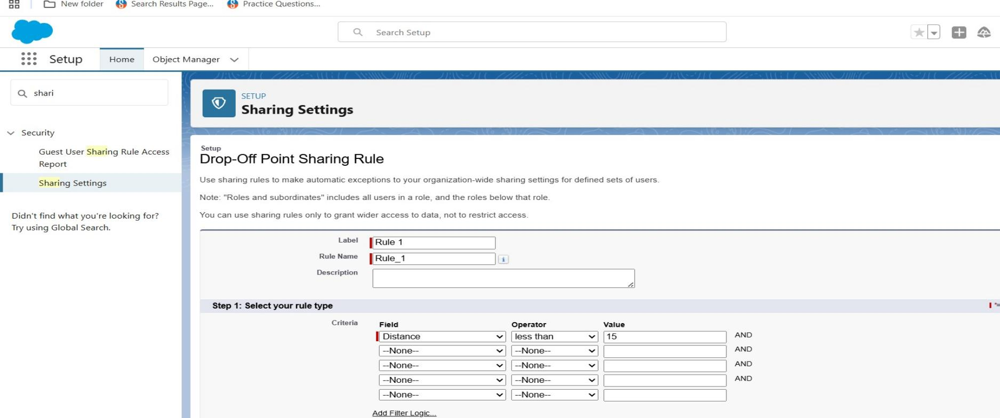 New folder Search Results Page... Practice Questions...
Search Setup
Setup Home Object Manager
shari
SETUP
Sharing Settings
Security
Guest User Sharing Rule Access
Report
Sharing Settings
Didn't find what you're looking for?
Try using Global Search.
Setup
Drop-Off Point Sharing Rule
Use sharing rules to make automatic exceptions to your organization-wide sharing settings for defined sets of users.
Note: "Roles and subordinates" includes all users in a role, and the roles below that role.
You can use sharing rules only to grant wider access to data, not to restrict access.
Label Rule 1
Rule Name Rule_1 i
Description
Step 1: Select your rule type *=
Criteria Field Operator Value
Distance less than 15 AND
--None-- --None-- AND
--None-- --None-- AND
--None-- --None-- AND
--None-- --None--
Add Filter Logic...